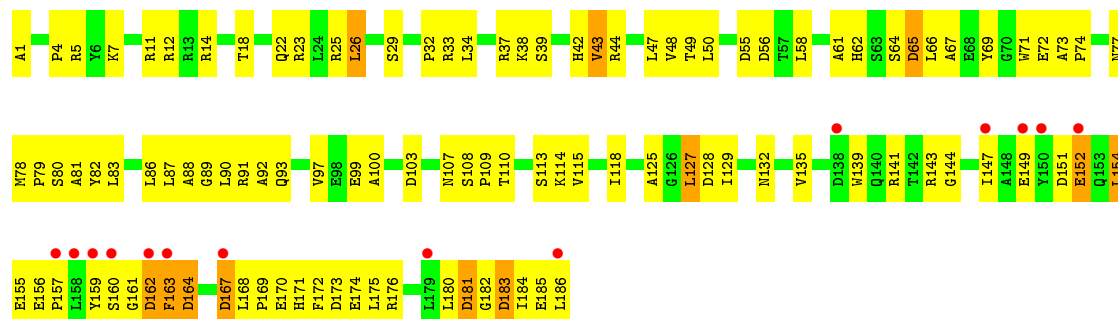 A1 P4 R5 Y6 K7 R11 R12 R13 R14 T18 Q22 R23 L24 R25 L26 S29 P32 R33 L34 R37 K38 S39 H42 V43 R44 L47 V48 T49 L50 D55 D56 T57 L58 A61 H62 S63 S64 D65 L66 A67 E68 Y69 G70 W71 E72 A73 P74 N77
M78 P79 S80 A81 Y82 L83 L86 L87 A88 G89 L90 R91 A92 Q93 V97 E98 E99 A100 D103 N107 S108 P109 T110 S113 K114 V115 I118 A125 G126 L127 D128 I129 N132 V135 D138 W139 Q140 R141 T142 R143 G144 I147 A148 E149 Y150 D151 E152 Q153 I154
E155 E156 P157 L158 Y159 S160 G161 D162 F163 D164 D167 L168 P169 E170 H171 F172 D173 E174 L175 R176 L179 L180 D181 G182 D183 I184 E185 L186